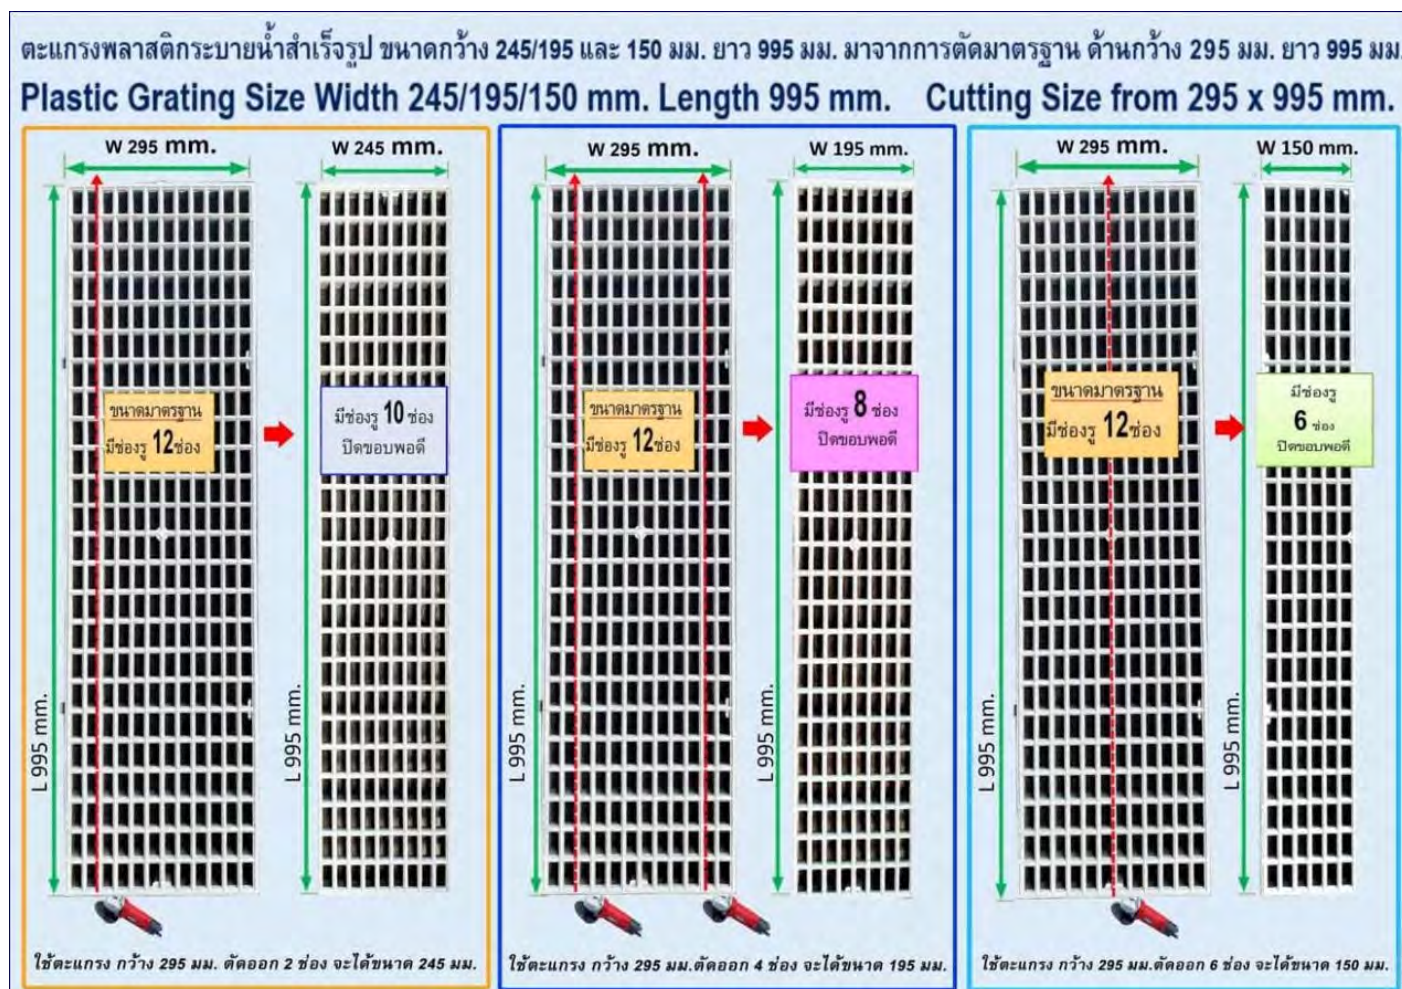 ตะแกรงพลาสติกระบายน้ำสำเร็จรูป ขนาดกว้าง 245/195 และ 150 มม. ยาว 995 มม. มาจากการตัดมาตรฐาน ด้านกว้าง 295 มม. ยาว 995 มม.
Plastic Grating Size Width 245/195/150 mm. Length 995 mm. Cutting Size from 295 x 995 mm.
W 295 mm.
W 245 mm.
L 995 mm.
ขนาดมาตรฐาน
มีช่องรู 12ช่อง
L 995 mm.
มีช่องรู 10 ช่อง
ปิดขอบพอดี
ใช้ตะแกรง กว้าง 295 มม. ตัดออก 2 ช่อง จะได้ขนาด 245 มม.
W 295 mm.
W 195 mm.
L 995 mm.
ขนาดมาตรฐาน
มีช่องรู 12ช่อง
L 995 mm.
มีช่องรู 8 ช่อง
ปิดขอบพอดี
ใช้ตะแกรง กว้าง 295 มม.ตัดออก 4 ช่อง จะได้ขนาด 195 มม.
W 295 mm.
W 150 mm.
L 995 mm.
ขนาดมาตรฐาน
มีช่องรู 12ช่อง
L 995 mm.
มีช่องรู
6 ช่อง
ปิดขอบพอดี
ใช้ตะแกรง กว้าง 295 มม.ตัดออก 6 ช่อง จะได้ขนาด 150 มม.